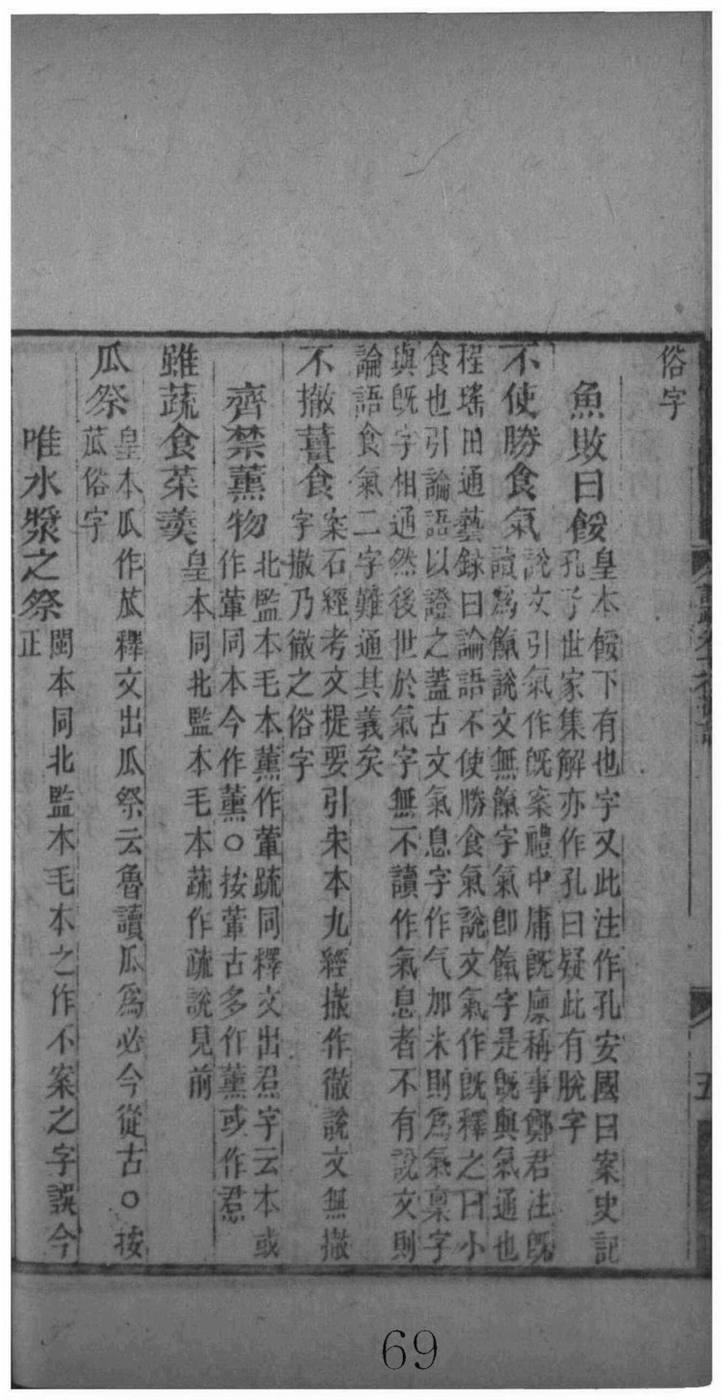 俗字
魚敗曰餒皇本餒下有也字又此注作孔安國曰案史記
孔子世家集解亦作孔曰疑此有脫字
不使勝食氣說文引氣作旣案禮中庸旣廩稱事鄭君注旣
讀爲餼說文無餼字氣卽餼字是旣與氣通也
程瑤田通藝録曰論語不使勝食氣說文氣作旣釋之曰小
食也引論語以證之蓋古文氣息字作气加米則爲氣稟字
與旣字相通然後世於氣字無不讀作氣息者不有說文則
論語食氣二字難通其義矣
不撤薑食案石經考文提要引宋本九經撤作徹說文無撤
字撤乃徹之俗字
齊禁薰物北監本毛本薰作葷䟽同釋文出焄字云本或
作葷同本今作薰○按葷古多作薰或作焄
雖蔬食菜羹皇本同北監本毛本蔬作疏說見前
瓜祭皇本瓜作苽釋文出瓜祭云魯讀瓜爲必今從古○按
苽俗字
唯水漿之祭閩本同北監本毛本之作不案之字誤今
正
五
69